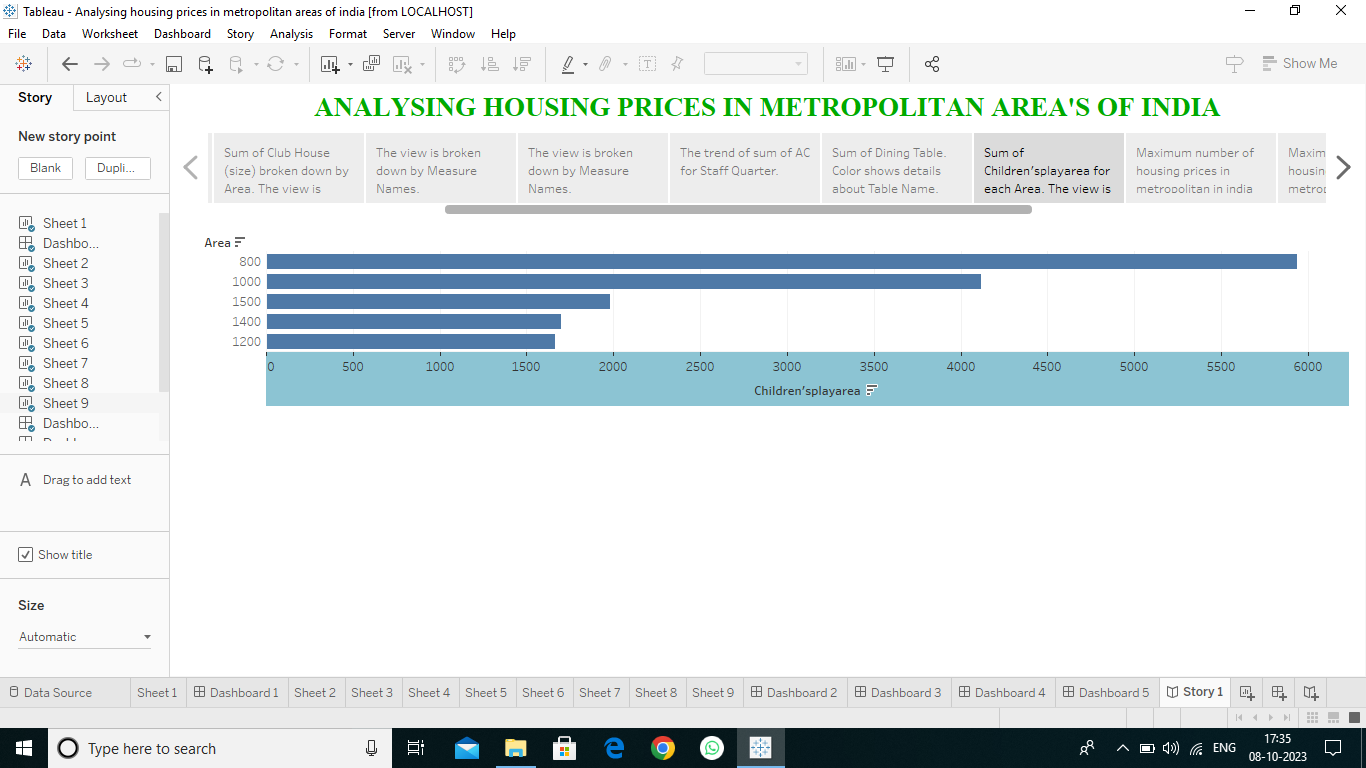 Tableau - Analysing housing prices in metropolitan areas of india [from LOCALHOST]
File Data Worksheet Dashboard Story Analysis Format Server Window Help
Show Me
Story Layout
New story point
Blank Dupli...
Sheet 1
Dashbo...
Sheet 2
Sheet 3
Sheet 4
Sheet 5
Sheet 6
Sheet 7
Sheet 8
Sheet 9
Dashbo...
A Drag to add text
Show title
Size
Automatic
ANALYSING HOUSING PRICES IN METROPOLITAN AREA'S OF INDIA
Sum of Club House
(size) broken down by
Area. The view is
The view is broken
down by Measure
Names.
The view is broken
down by Measure
Names.
The trend of sum of AC
for Staff Quarter.
Sum of Dining Table.
Color shows details
about Table Name.
Sum of
Children’splayarea for
each Area. The view is
Maximum number of
housing prices in
metropolitan in india
Maxim
housin
metro
Area
800
1000
1500
1400
1200
0 500 1000 1500 2000 2500 3000 3500 4000 4500 5000 5500 6000
Children’splayarea
Data Source Sheet 1 Dashboard 1 Sheet 2 Sheet 3 Sheet 4 Sheet 5 Sheet 6 Sheet 7 Sheet 8 Sheet 9 Dashboard 2 Dashboard 3 Dashboard 4 Dashboard 5 Story 1
Type here to search
ENG
17:35
08-10-2023